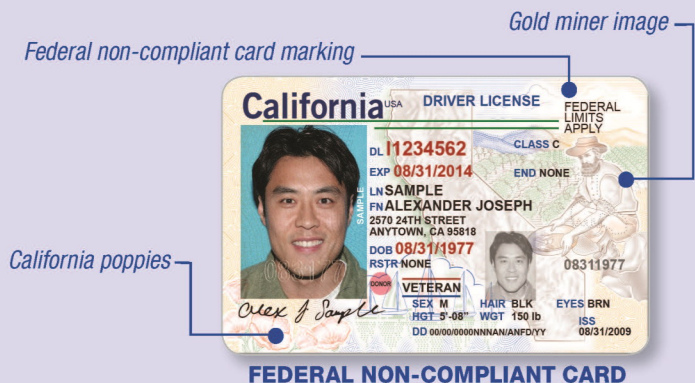 Gold miner image
Federal non-compliant card marking
California USA DRIVER LICENSE
FEDERAL
LIMITS
APPLY
DL I1234562 CLASS C
EXP 08/31/2014 END NONE
LN SAMPLE
FN ALEXANDER JOSEPH
2570 24TH STREET
ANYTOWN, CA 95818
DOB 08/31/1977
RSTR NONE 08311977
SAMPLE
California poppies
DONOR VETERAN
SEX M HAIR BLK EYES BRN
HGT 5'-08" WGT 150 lb ISS
DD 00/00/0000NNNAN/ANFD/YY 08/31/2009
Alex J Sample
FEDERAL NON-COMPLIANT CARD